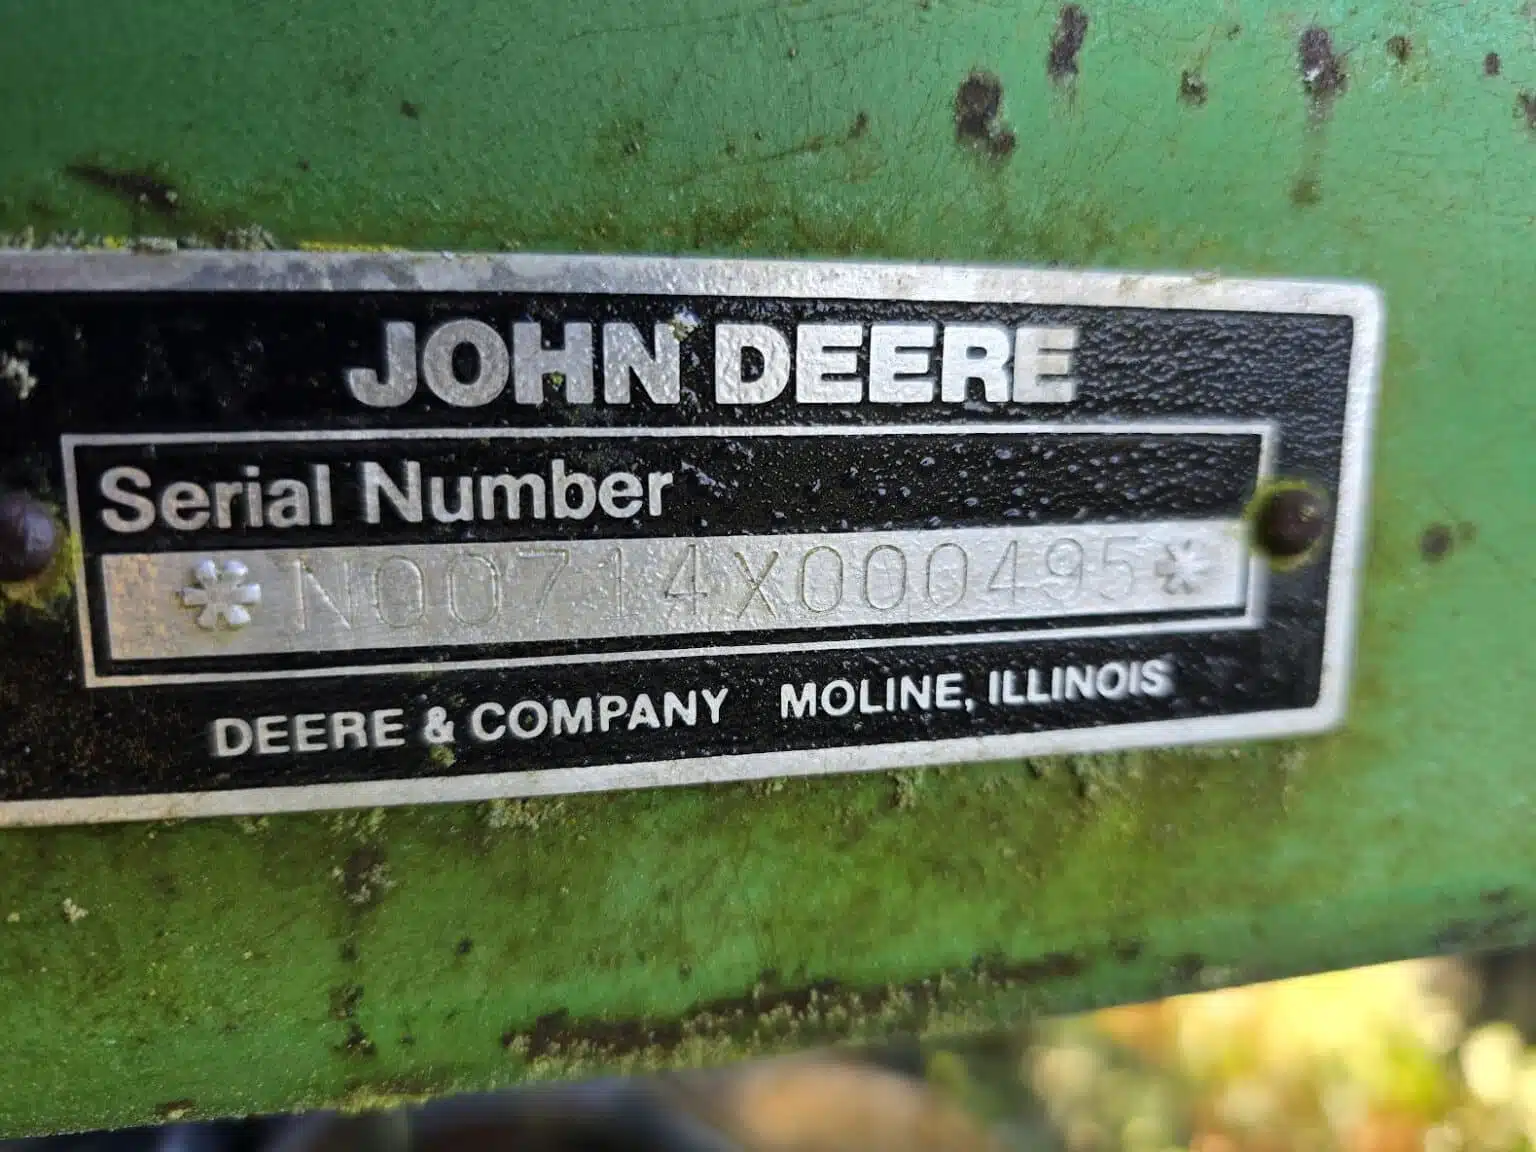 JOHN DEERE
Serial Number
*N00714X000495*
DEERE & COMPANY MOLINE, ILLINOIS